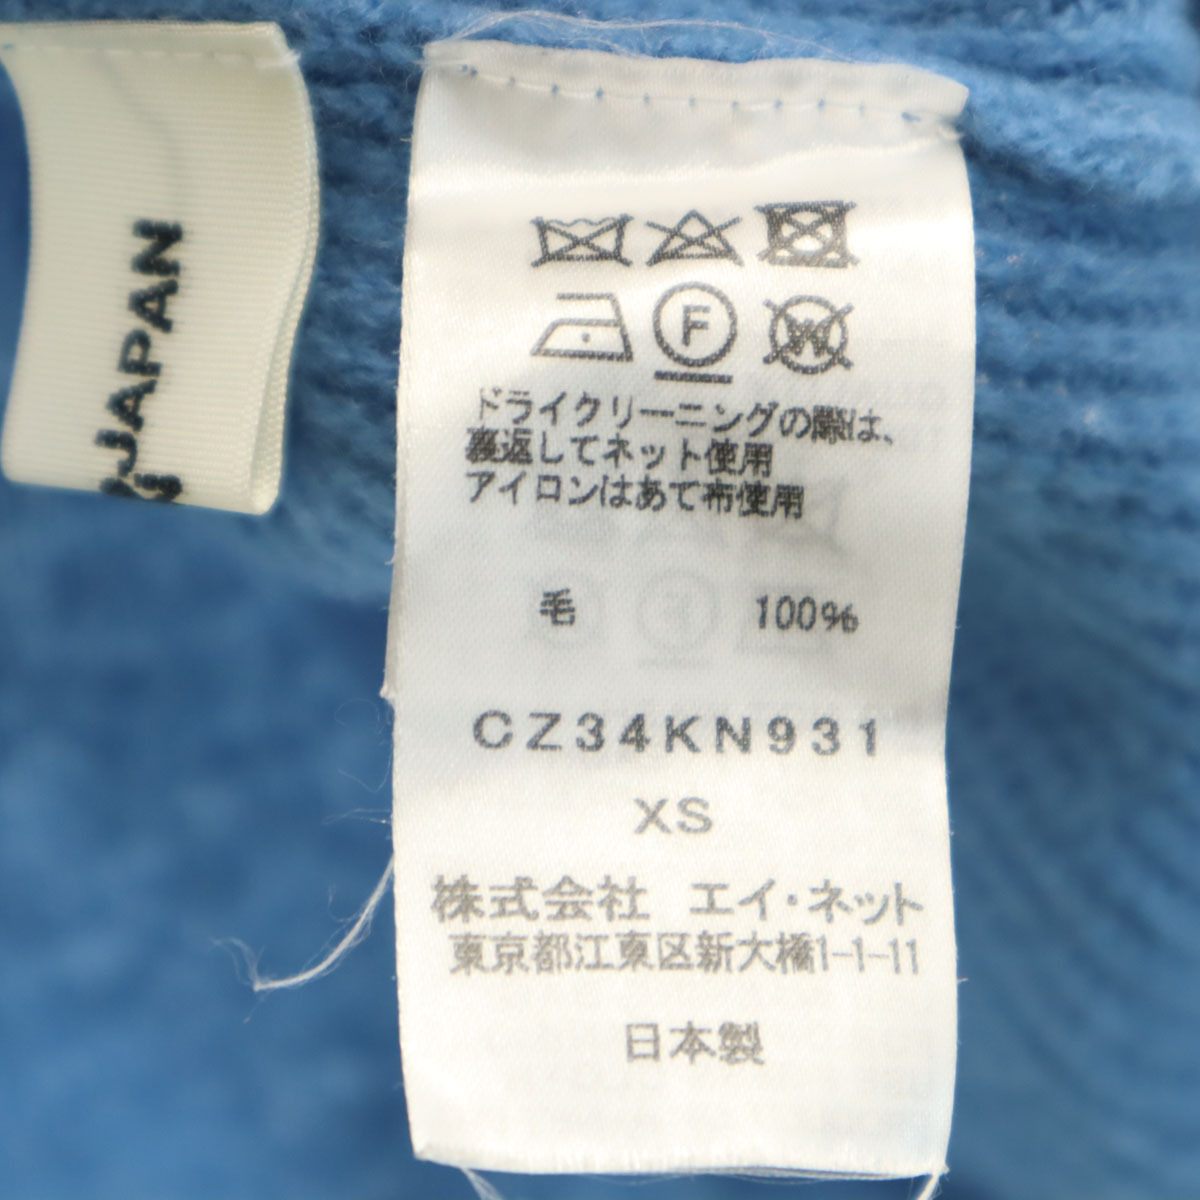 JAPAN
F
W
ドライクリーニングの際は、
裏返してネット使用
アイロンはあて布使用
毛 100%
CZ34KN931
XS
株式会社 エイ・ネット
東京都江東区新大橋1-1-11
日本製